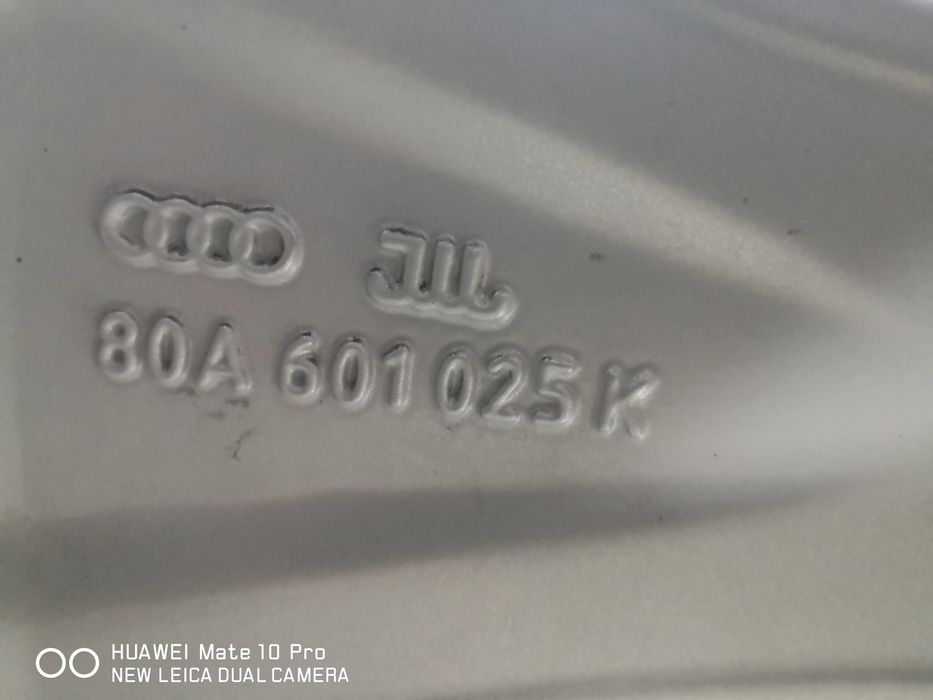 80A 601 025 K
HUAWEI Mate 10 Pro
NEW LEICA DUAL CAMERA